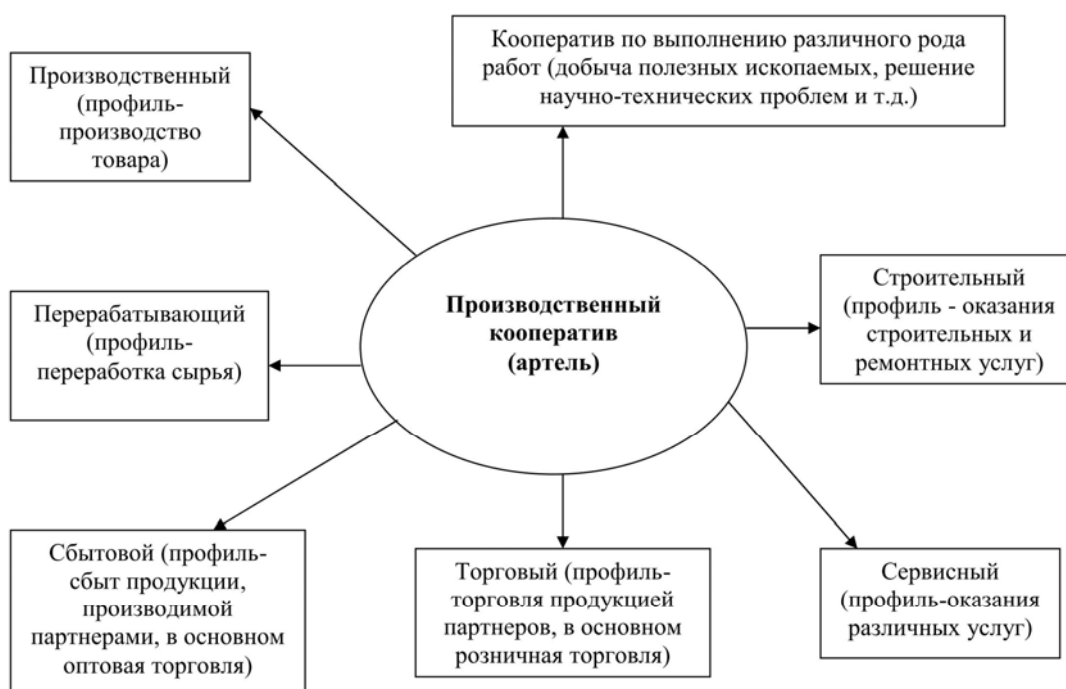 Кооператив по выполнению различного рода
работ (добыча полезных ископаемых, решение
научно-технических проблем и т.д.)
Производственный
(профиль-
производство
товара)
Производственный
кооператив
(артель)
Строительный
(профиль - оказания
строительных и
ремонтных услуг)
Перерабатывающий
(профиль-
переработка сырья)
Сбытовой (профиль-
сбыт продукции,
производимой
партнерами, в основном
оптовая торговля)
Торговый (профиль-
торговля продукцией
партнеров, в основном
розничная торговля)
Сервисный
(профиль-оказания
различных услуг)